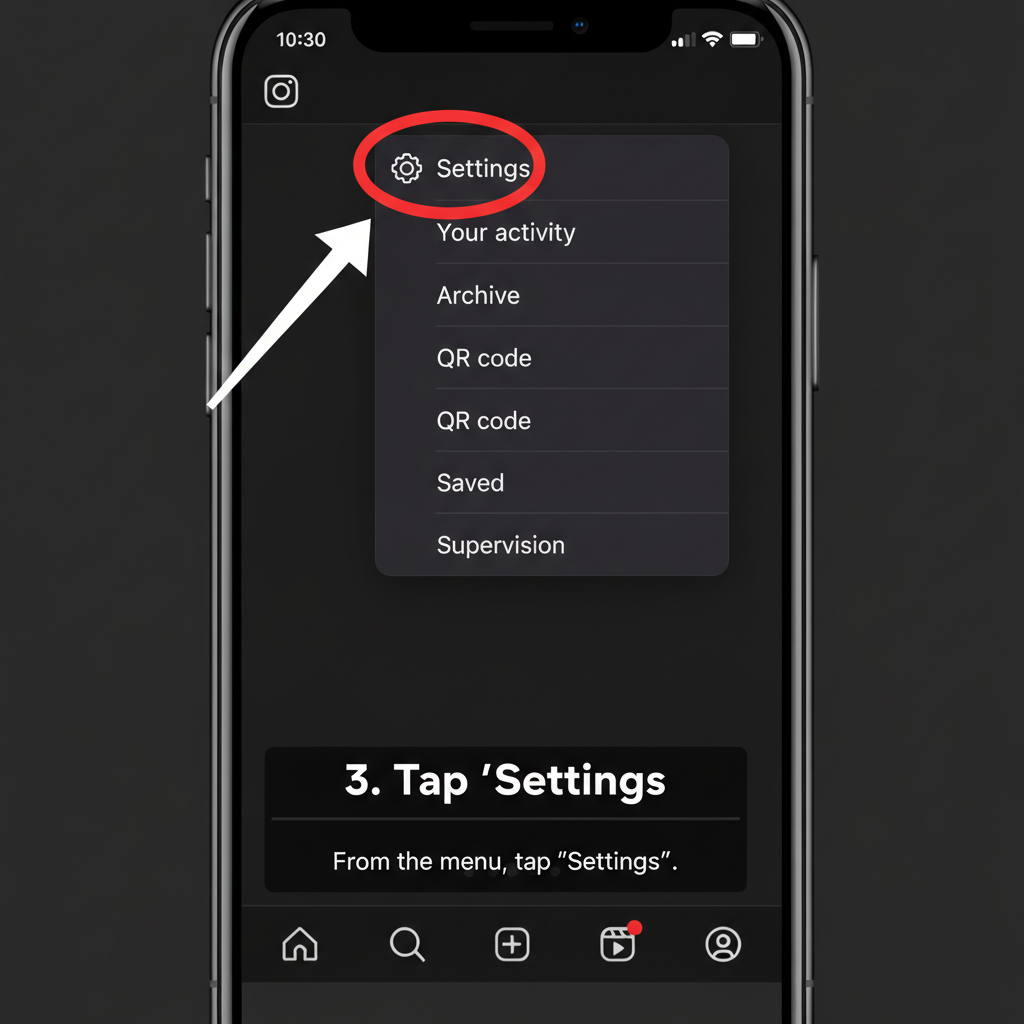 10:30
Settings
Your activity
Archive
QR code
QR code
Saved
Supervision
3. Tap ‘Settings
From the menu, tap "Settings".